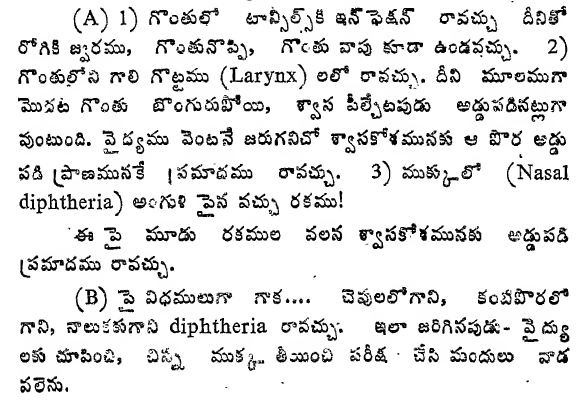 (A) 1) గొంతులో టాన్సిల్స్‌కి ఇన్ ఫెక్షన్ రావచ్చు దీనితో
రోగికి జ్వరము, గొంతునొప్పి, గొంతు వాపు కూడా ఉండవచ్చు. 2)
గొంతులోని గాలి గొట్టము (Larynx) లలో రావచ్చు. దీని మూలముగా
మొదట గొంతు బొంగురుపోయి, శ్వాస పీల్చేటపుడు అడ్డుపడినట్లుగా
వుంటుంది. వైద్యము వెంటనే జరుగనిచో శ్వాసకోశమునకు ఆ పొర అడ్డు
పడి ప్రాణమునకే ప్రమాదము రావచ్చు. 3) ముక్కులో (Nasal
diphtheria) అంగుళి పైన వచ్చు రకము!
ఈ పై మూడు రకముల వలన శ్వాసకోశమునకు అడ్డుపడి
ప్రమాదము రావచ్చు.
(B) పై విధములుగా గాక.... చెవులలోగాని, కంటిపొరలో
గాని, నాలుకకుగాని diphtheria రావచ్చు. ఇలా జరిగినపుడు- వైద్యు
లకు చూపించి, చిన్న ముక్క తీయించి పరీక్ష చేసి మందులు వాడ
వలెను.